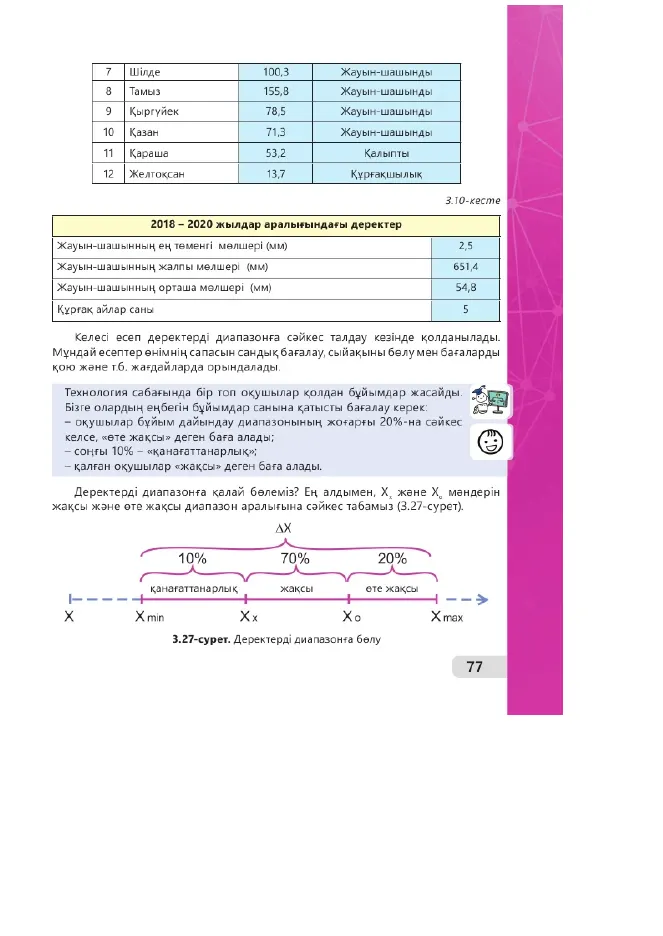 7 Шілде 100,3 Жауын-шашынды
8 Тамыз 155,8 Жауын-шашынды
9 Қыргүйек 78,5 Жауын-шашынды
10 Қазан 71,3 Жауын-шашынды
11 Қараша 53,2 Қалыпты
12 Желтоқсан 13,7 Құрғақшылық
3.10-кесте
2018 – 2020 жылдар аралығындағы деректер
Жауын-шашынның ең төменгі мөлшері (мм) 2,5
Жауын-шашынның жалпы мөлшері (мм) 651,4
Жауын-шашынның орташа мөлшері (мм) 54,8
Құрғақ айлар саны 5
Келесі есеп деректерді диапазонға сәйкес талдау кезінде қолданылады.
Мұндай есептер өнімнің сапасын сандық бағалау, сыйақыны бөлу мен бағаларды
қою және т.б. жағдайларда орындалады.
Технология сабағында бір топ оқушылар қолдан бұйымдар жасайды.
Бізге олардың еңбегін бұйымдар санына қатысты бағалау керек:
– оқушылар бұйым дайындау диапазонының жоғарғы 20%-на сәйкес
келсе, «өте жақсы» деген баға алады;
– соңғы 10% – «қанағаттанарлық»;
– қалған оқушылар «жақсы» деген баға алады.
Деректерді диапазонға қалай бөлеміз? Ең алдымен, Xₓ және Xₒ мәндерін
жақсы және өте жақсы диапазон аралығына сәйкес табамыз (3.27-сурет).
ΔX
10% 70% 20%
қанағаттанарлық жақсы өте жақсы
X X min X x X o X max
3.27-сурет. Деректерді диапазонға бөлу
77